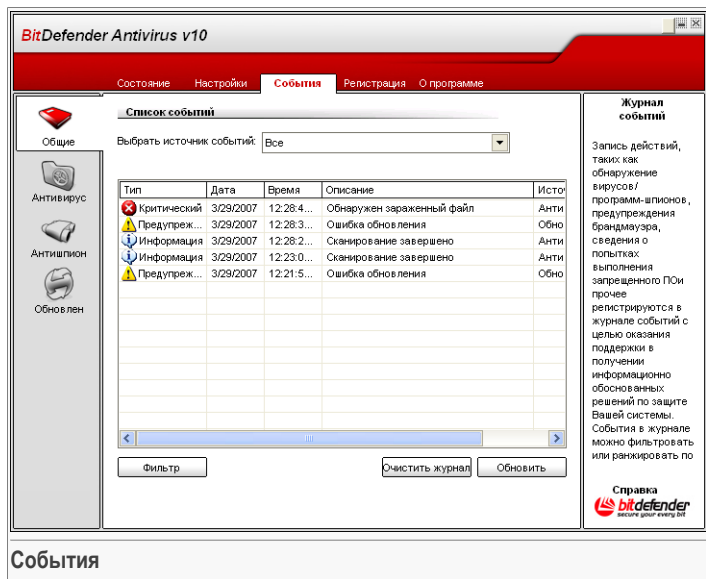 BitDefender Antivirus v10
Состояние Настройки События Регистрация О программе
Общие
Антивирус
Антишпион
Обновлен
Список событий
Выбрать источник событий: Все
Тип Дата Время Описание Исто
Критический 3/29/2007 12:28:4... Обнаружен зараженный файл Анти
Предупреж... 3/29/2007 12:28:3... Ошибка обновления Обно
Информация 3/29/2007 12:28:2... Сканирование завершено Анти
Информация 3/29/2007 12:23:0... Сканирование завершено Анти
Предупреж... 3/29/2007 12:21:5... Ошибка обновления Обно
Фильтр Очистить журнал Обновить
Журнал
событий
Запись действий,
таких как
обнаружение
вирусов/
программ-шпионов,
предупреждения
брандмауэра,
сведения о
попытках
выполнения
запрещенного ПОи
прочее
регистрируются в
журнале событий с
целью оказания
поддержки в
получении
информационно
обоснованных
решений по защите
Вашей системы.
События в журнале
можно фильтровать
или ранжировать по
Справка
bitdefender
secure your every bit
События